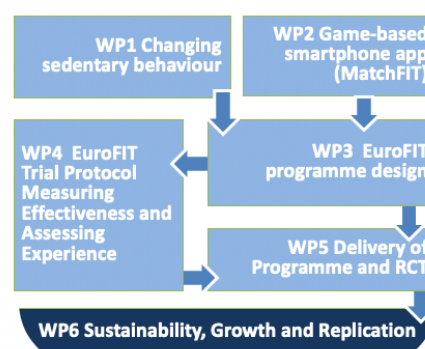 WP1 Changing
sedentary behaviour
WP2 Game-based
smartphone app
(MatchFIT)
WP3 EuroFIT
programme design
WP4 EuroFIT
Trial Protocol
Measuring
Effectiveness and
Assessing
Experience
WP5 Delivery of
Programme and RCT
WP6 Sustainability, Growth and Replication